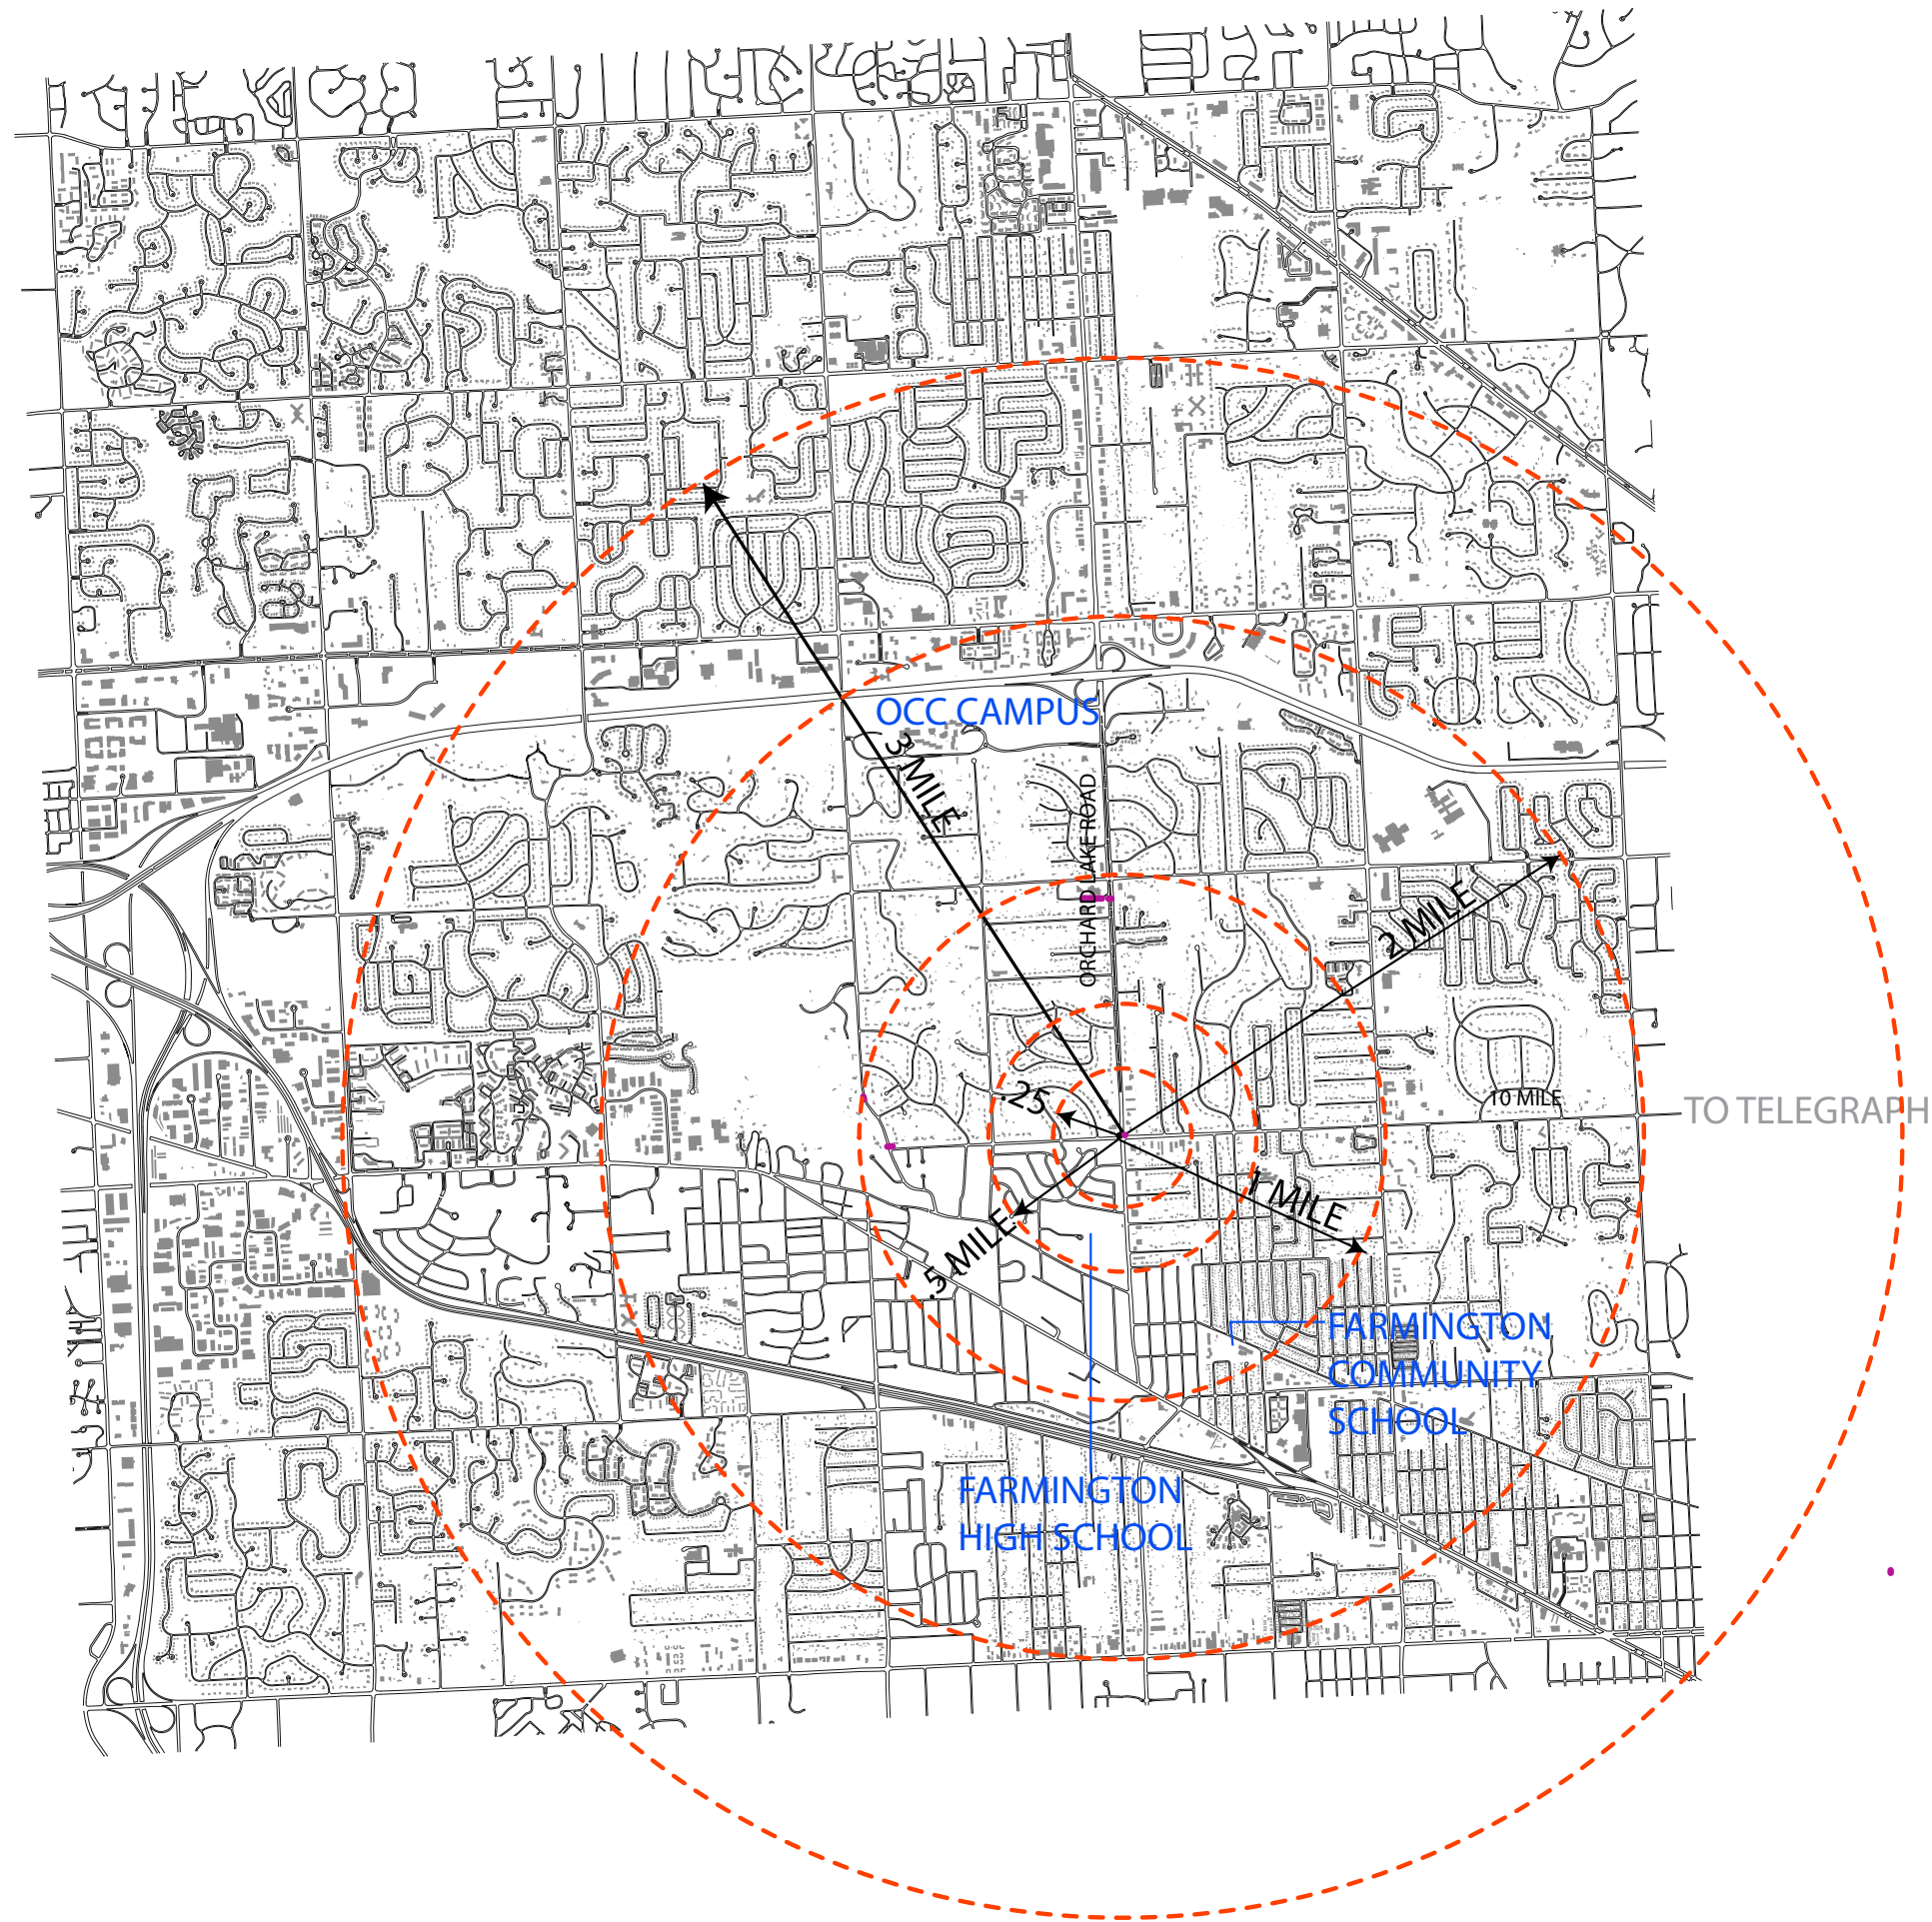 OCC CAMPUS
3 MILE
ORCHARD LAKE ROAD
2 MILE
.25
10 MILE
TO TELEGRAPH
1 MILE
.5 MILE
FARMINGTON
COMMUNITY
SCHOOL
FARMINGTON
HIGH SCHOOL